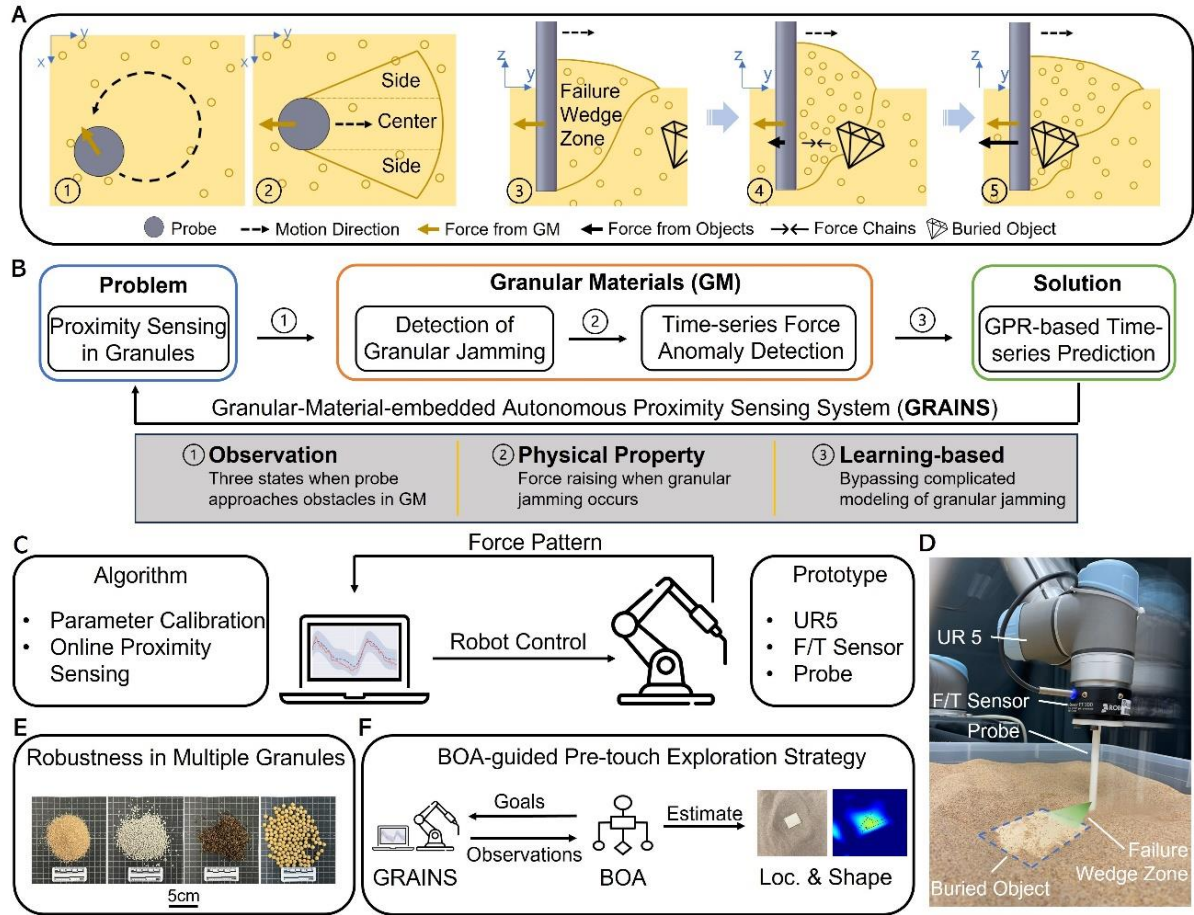 A
y
x
1
y
x
Side
Center
Side
2
z
y
Failure
Wedge
Zone
3
z
y
4
z
y
5
Probe
Motion Direction
Force from GM
Force from Objects
Force Chains
Buried Object
B
Problem
Proximity Sensing
in Granules
1
Granular Materials (GM)
Detection of
Granular Jamming
2
Time-series Force
Anomaly Detection
3
Solution
GPR-based Time-
series Prediction
Granular-Material-embedded Autonomous Proximity Sensing System (GRAINS)
1 Observation
Three states when probe
approaches obstacles in GM
2 Physical Property
Force raising when granular
jamming occurs
3 Learning-based
Bypassing complicated
modeling of granular jamming
C
Algorithm
• Parameter Calibration
• Online Proximity
Sensing
Force Pattern
Robot Control
Prototype
• UR5
• F/T Sensor
• Probe
D
UR 5
F/T Sensor
Probe
Failure
Wedge Zone
Buried Object
E
Robustness in Multiple Granules
5cm
F
BOA-guided Pre-touch Exploration Strategy
Goals
Observations
GRAINS
BOA
Estimate
Loc. & Shape